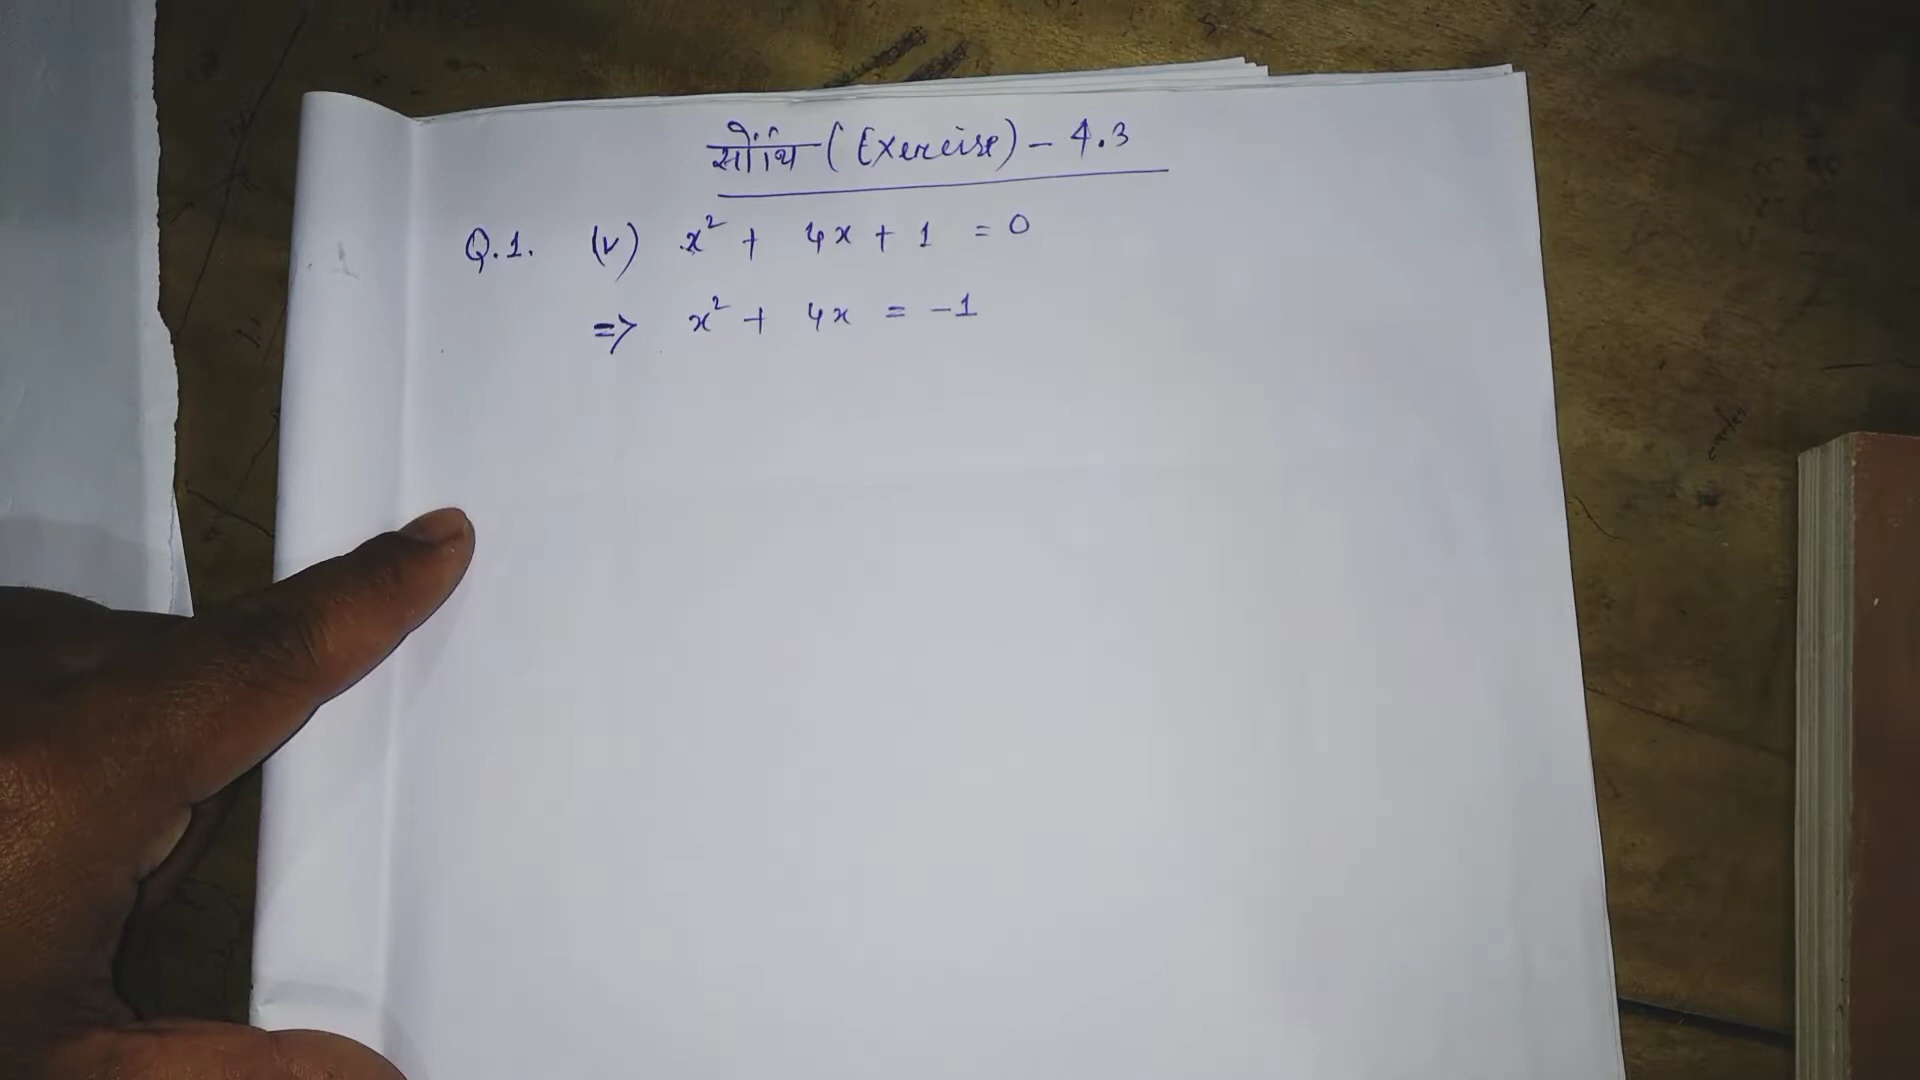 (Exercise) - 4.3
Q.1. (v) x² + 4x + 1 = 0
=> x² + 4x = -1